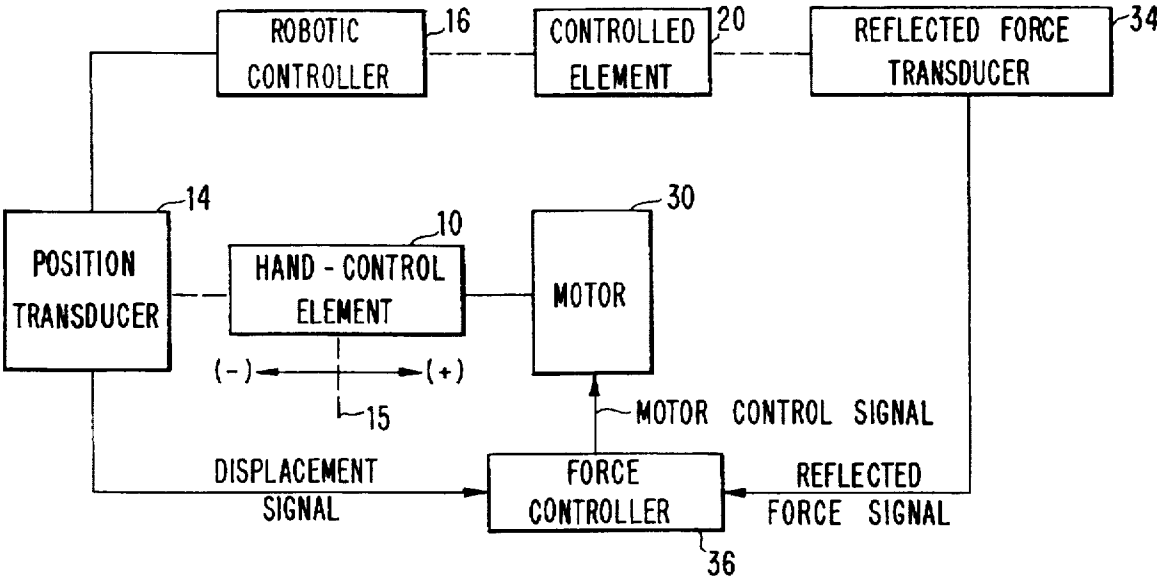 ROBOTIC
CONTROLLER
16
CONTROLLED
ELEMENT
20
REFLECTED FORCE
TRANSDUCER
34
14
POSITION
TRANSDUCER
10
HAND - CONTROL
ELEMENT
30
MOTOR
(-) (+)
15
MOTOR CONTROL SIGNAL
DISPLACEMENT
SIGNAL
FORCE
CONTROLLER
36
REFLECTED
FORCE SIGNAL